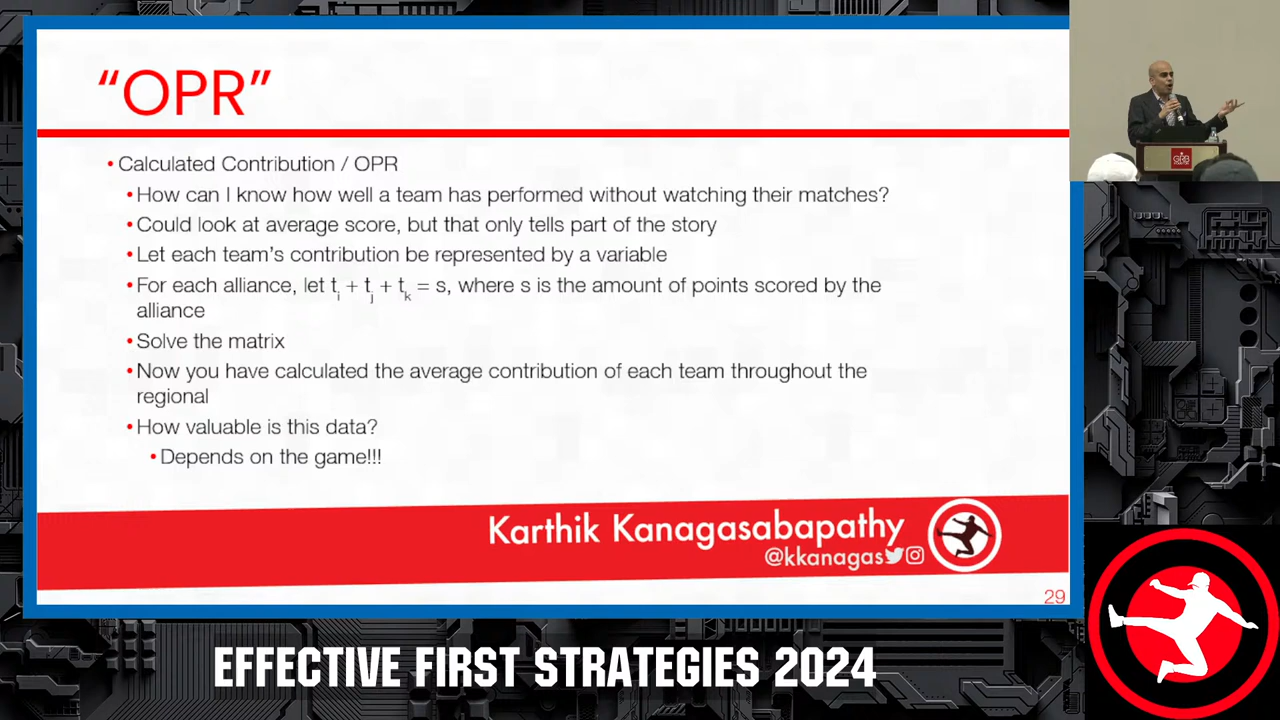 “OPR”
• Calculated Contribution / OPR
• How can I know how well a team has performed without watching their matches?
• Could look at average score, but that only tells part of the story
• Let each team’s contribution be represented by a variable
• For each alliance, let tᵢ + tⱼ + tₖ = s, where s is the amount of points scored by the
alliance
• Solve the matrix
• Now you have calculated the average contribution of each team throughout the
regional
• How valuable is this data?
• Depends on the game!!!
Karthik Kanagasabapathy
@kkanagas
29
GRB
EFFECTIVE FIRST STRATEGIES 2024